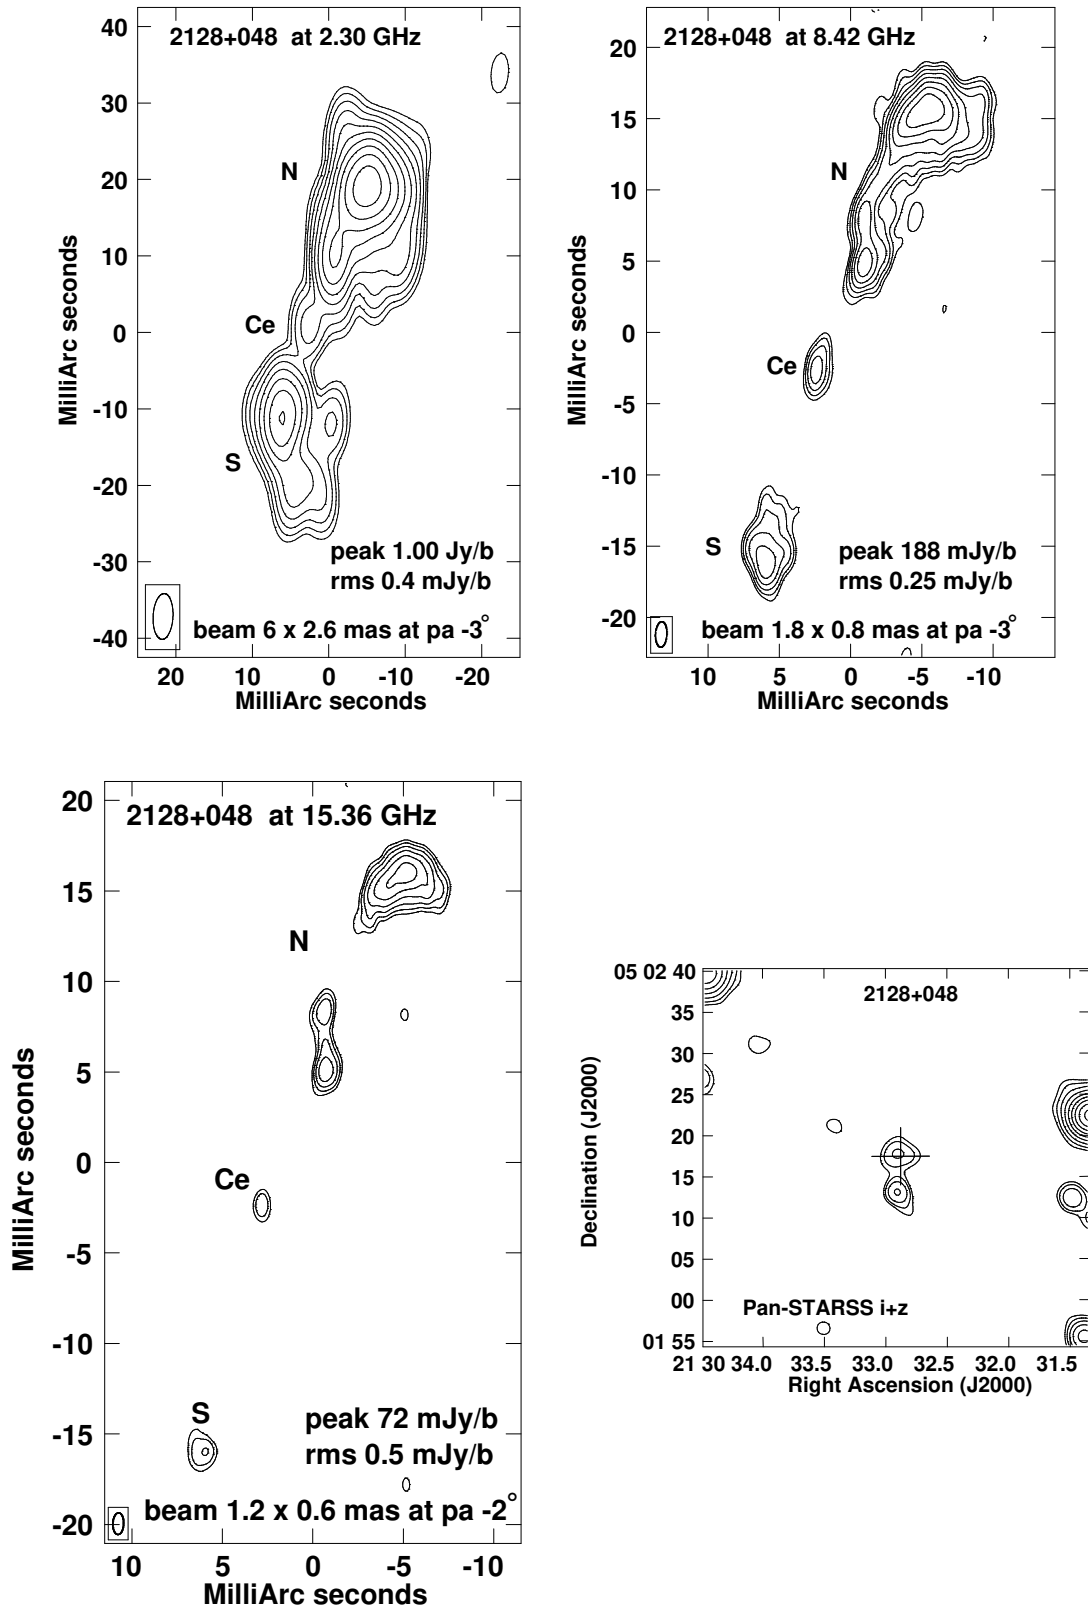 2128+048 at 2.30 GHz
40
30
20
10
0
-10
-20
-30
-40
MilliArc seconds
N
Ce
S
peak 1.00 Jy/b
rms 0.4 mJy/b
beam 6 x 2.6 mas at pa -3°
20 10 0 -10 -20
MilliArc seconds
2128+048 at 8.42 GHz
20
15
10
5
0
-5
-10
-15
-20
MilliArc seconds
N
Ce
S
peak 188 mJy/b
rms 0.25 mJy/b
beam 1.8 x 0.8 mas at pa -3°
10 5 0 -5 -10
MilliArc seconds
2128+048 at 15.36 GHz
20
15
10
5
0
-5
-10
-15
-20
MilliArc seconds
N
Ce
S
peak 72 mJy/b
rms 0.5 mJy/b
beam 1.2 x 0.6 mas at pa -2°
10 5 0 -5 -10
MilliArc seconds
2128+048
05 02 40
35
30
25
20
15
10
05
00
01 55
Declination (J2000)
Pan-STARSS i+z
21 30 34.0 33.5 33.0 32.5 32.0 31.5
Right Ascension (J2000)